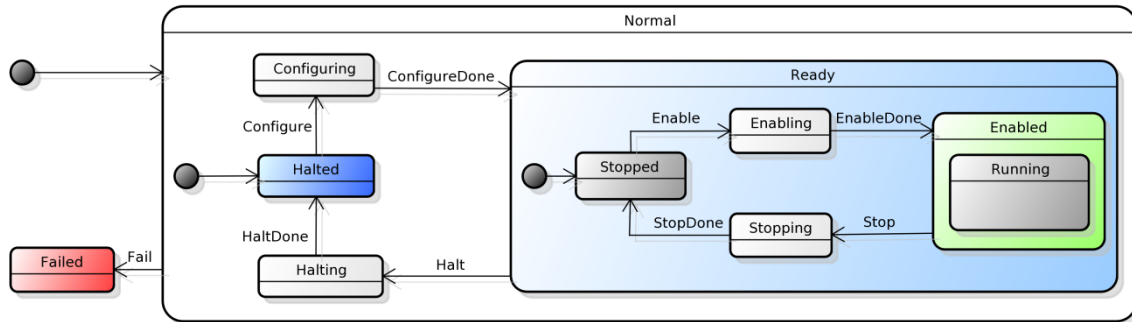 Normal
Configuring
ConfigureDone
Ready
Configure
Enable
Enabling
EnableDone
Enabled
Halted
Stopped
Running
HaltDone
StopDone
Stopping
Stop
Failed
Fail
Halting
Halt